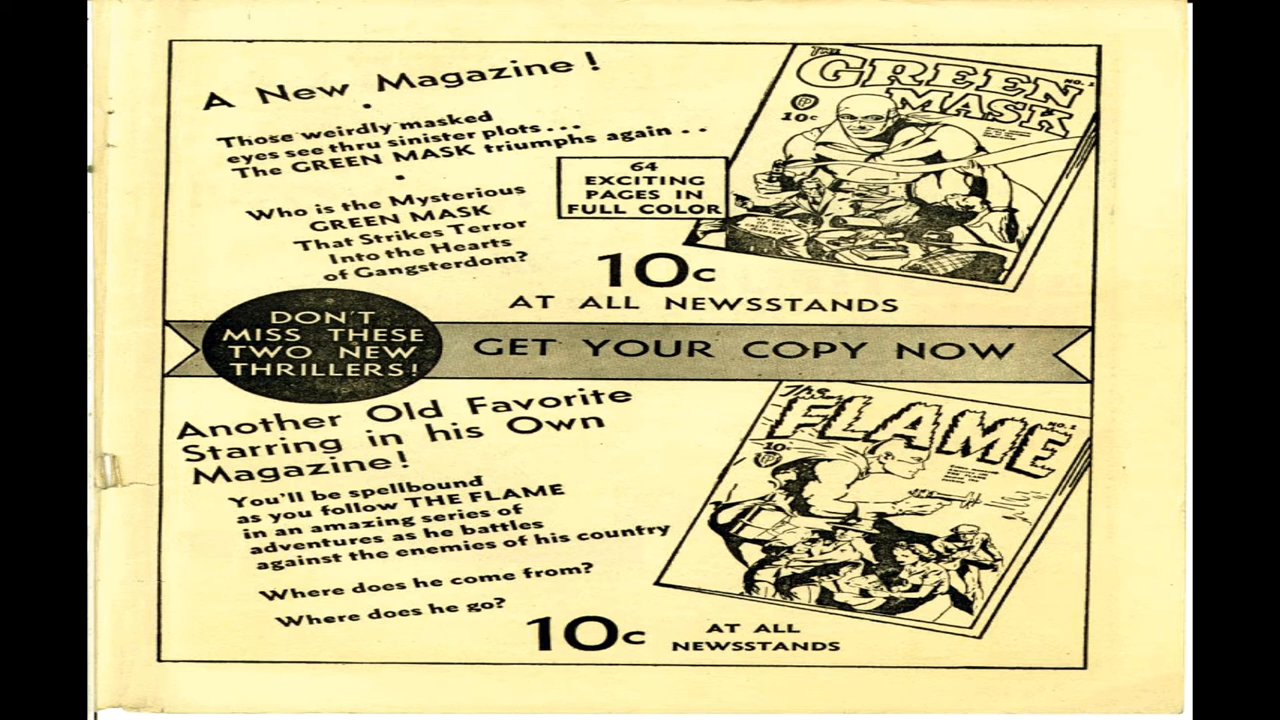 A New Magazine!
Those weirdly masked
eyes see thru sinister plots...
The GREEN MASK triumphs again . .
Who is the Mysterious
GREEN MASK
That Strikes Terror
Into the Hearts
of Gangsterdom?
64
EXCITING
PAGES IN
FULL COLOR
The
GREEN
MASK
NO. 1
10c
10c
AT ALL NEWSSTANDS
DON'T
MISS THESE
TWO NEW
THRILLERS!
GET YOUR COPY NOW
Another Old Favorite
Starring in his Own
Magazine!
You'll be spellbound
as you follow THE FLAME
in an amazing series of
adventures as he battles
against the enemies of his country
Where does he come from?
Where does he go?
The
FLAME
NO. 1
10c
10c
AT ALL
NEWSSTANDS